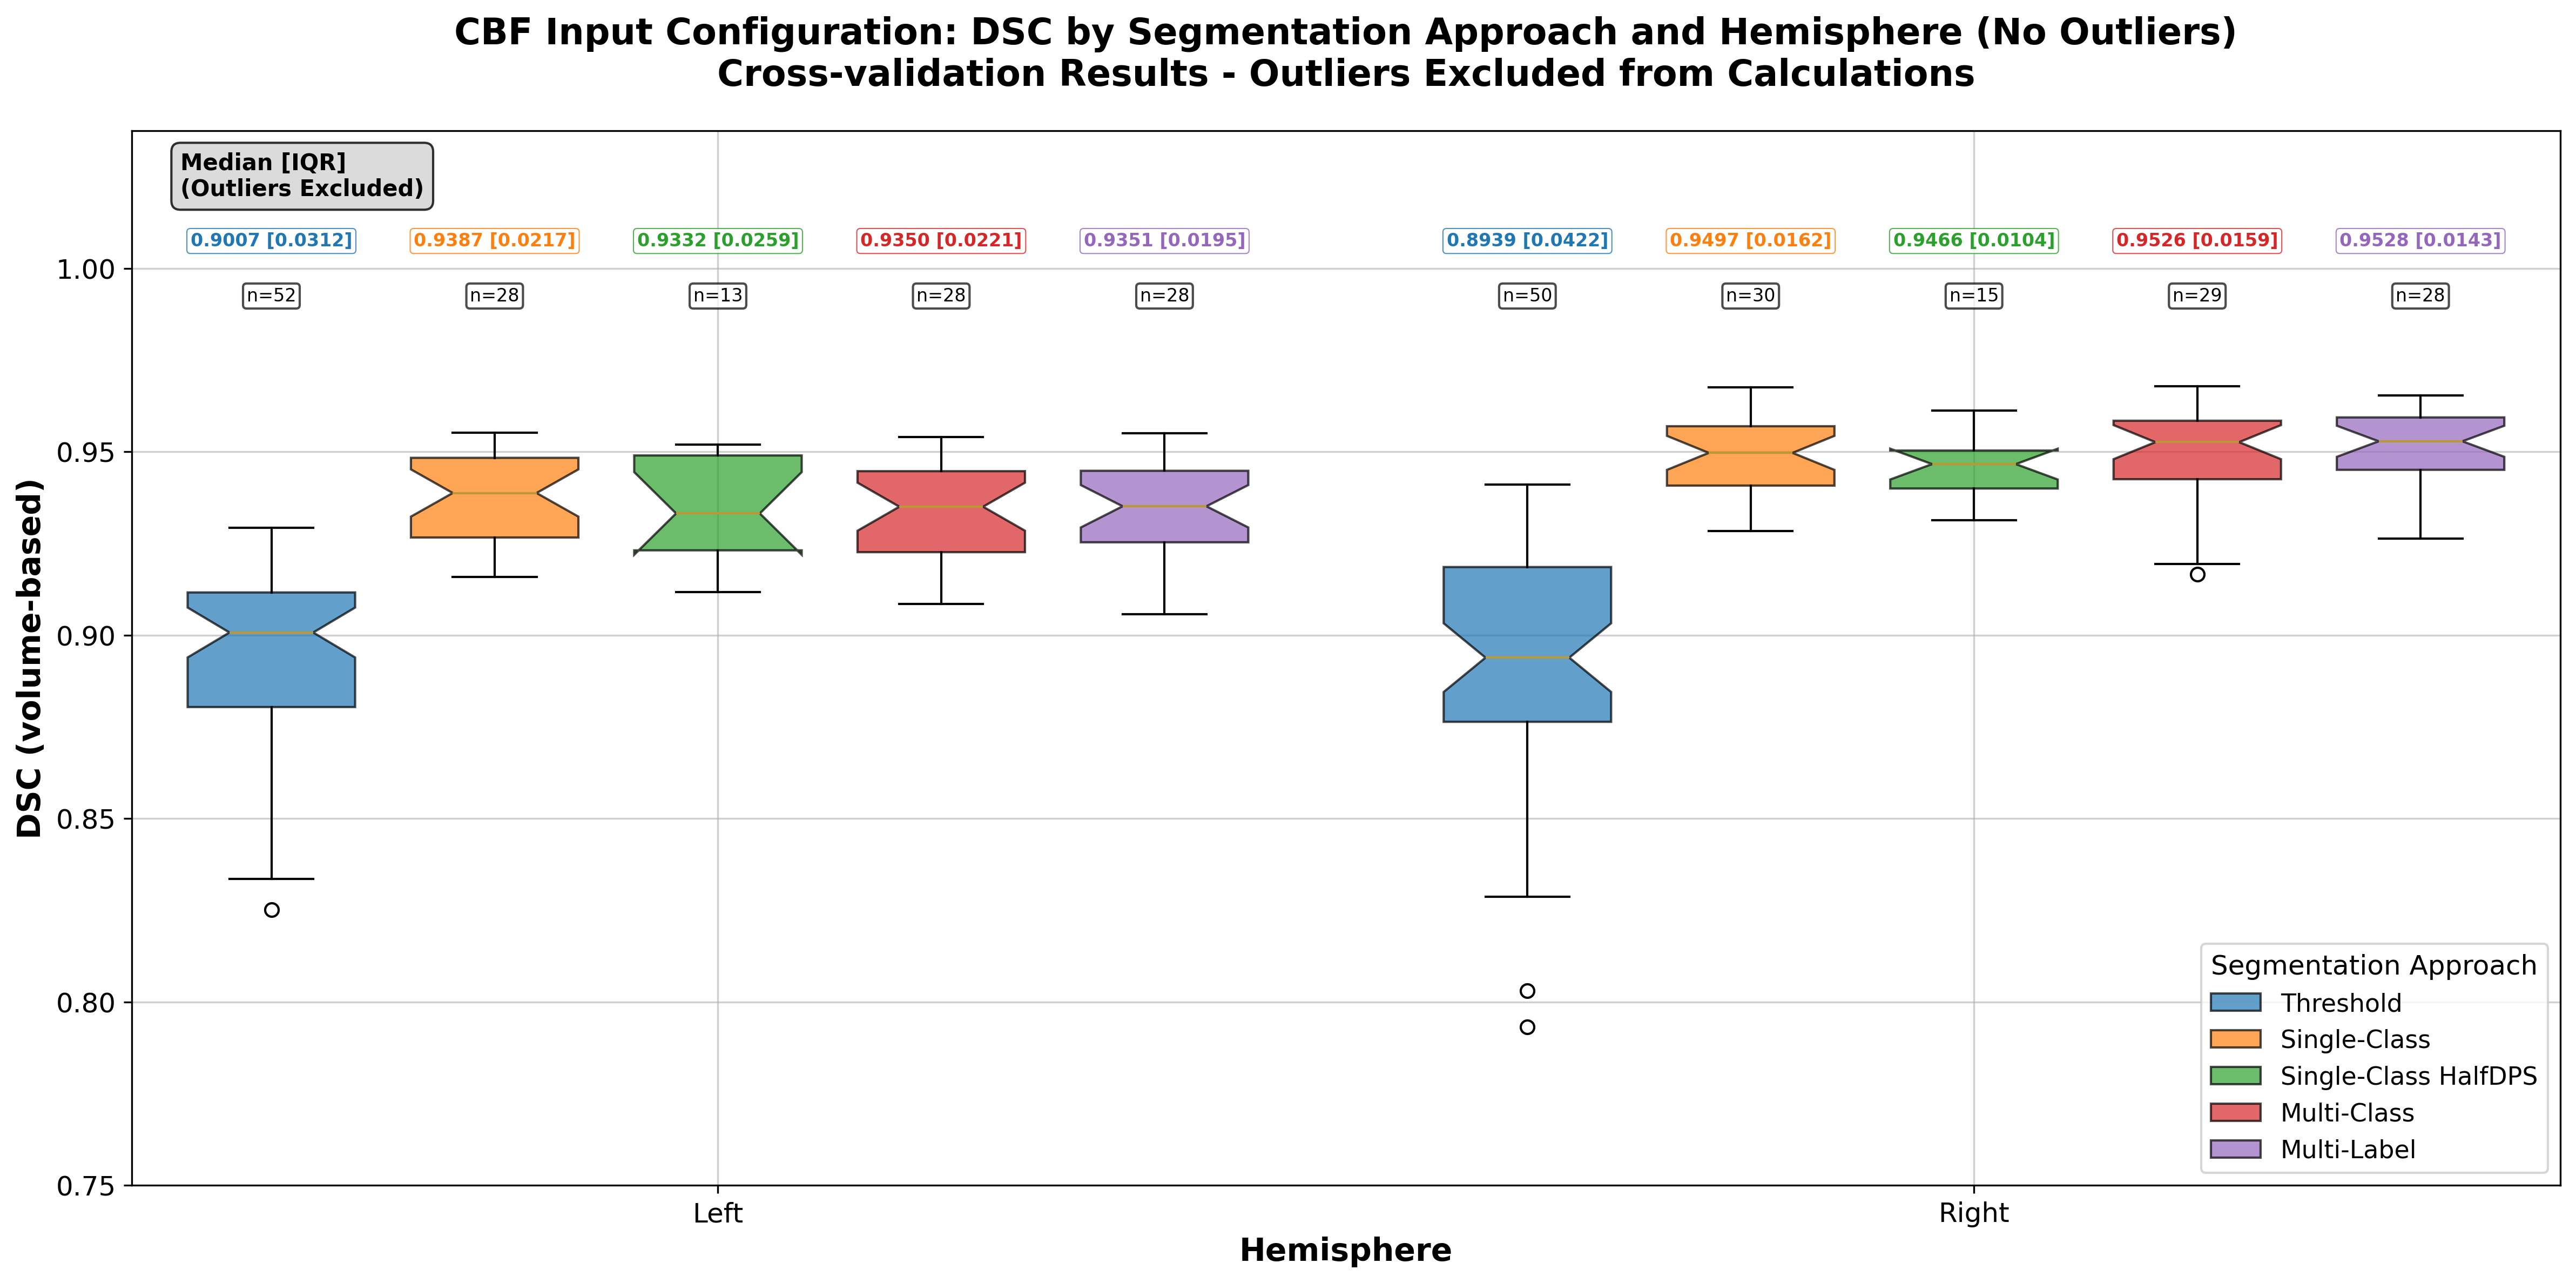 CBF Input Configuration: DSC by Segmentation Approach and Hemisphere (No Outliers)
Cross-validation Results - Outliers Excluded from Calculations
Median [IQR]
(Outliers Excluded)
0.9007 [0.0312]
0.9387 [0.0217]
0.9332 [0.0259]
0.9350 [0.0221]
0.9351 [0.0195]
0.8939 [0.0422]
0.9497 [0.0162]
0.9466 [0.0104]
0.9526 [0.0159]
0.9528 [0.0143]
n=52
n=28
n=13
n=28
n=28
n=50
n=30
n=15
n=29
n=28
1.00
0.95
0.90
0.85
0.80
0.75
DSC (volume-based)
Segmentation Approach
Threshold
Single-Class
Single-Class HalfDPS
Multi-Class
Multi-Label
Left
Right
Hemisphere